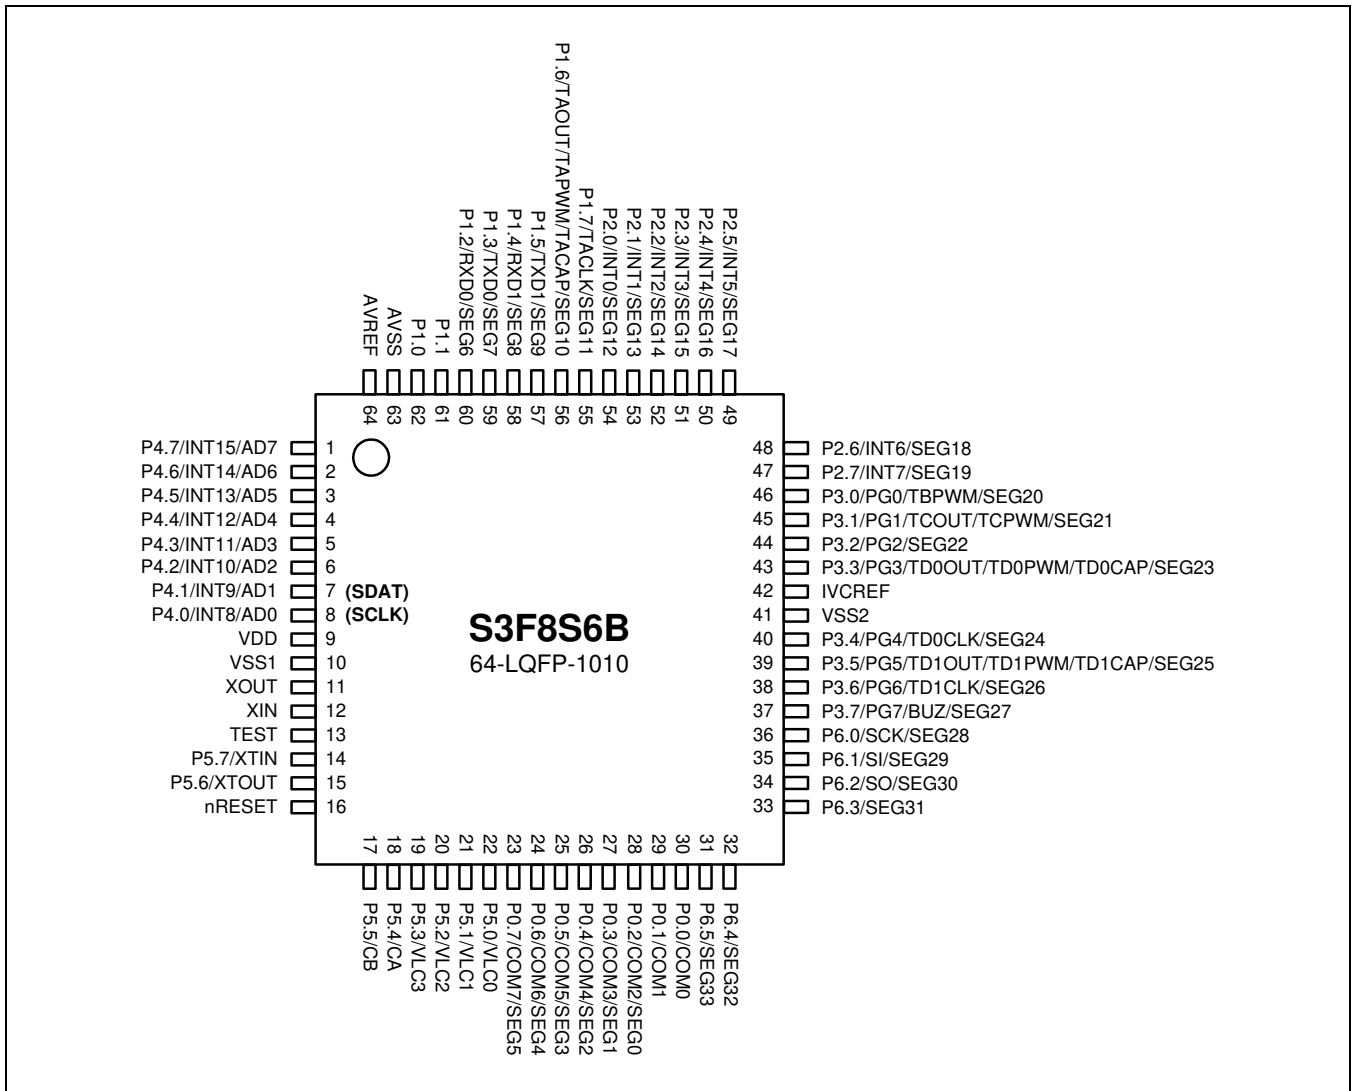 P1.6/TAOUT/TAPWM/TACAP/SEG10
P1.7/TACLK/SEG11
P2.0/INT0/SEG12
P2.1/INT1/SEG13
P2.2/INT2/SEG14
P2.3/INT3/SEG15
P2.4/INT4/SEG16
P2.5/INT5/SEG17
P1.2/RXD0/SEG6
P1.3/TXD0/SEG7
P1.4/RXD1/SEG8
P1.5/TXD1/SEG9
AVREF
AVSS
P1.0
P1.1
64
63
62
61
60
59
58
57
56
55
54
53
52
51
50
49
P4.7/INT15/AD7 1
P4.6/INT14/AD6 2
P4.5/INT13/AD5 3
P4.4/INT12/AD4 4
P4.3/INT11/AD3 5
P4.2/INT10/AD2 6
P4.1/INT9/AD1 7 (SDAT)
P4.0/INT8/AD0 8 (SCLK)
VDD 9
VSS1 10
XOUT 11
XIN 12
TEST 13
P5.7/XTIN 14
P5.6/XTOUT 15
nRESET 16
S3F8S6B
64-LQFP-1010
48 P2.6/INT6/SEG18
47 P2.7/INT7/SEG19
46 P3.0/PG0/TBPWM/SEG20
45 P3.1/PG1/TCOUT/TCPWM/SEG21
44 P3.2/PG2/SEG22
43 P3.3/PG3/TD0OUT/TD0PWM/TD0CAP/SEG23
42 IVCREF
41 VSS2
40 P3.4/PG4/TD0CLK/SEG24
39 P3.5/PG5/TD1OUT/TD1PWM/TD1CAP/SEG25
38 P3.6/PG6/TD1CLK/SEG26
37 P3.7/PG7/BUZ/SEG27
36 P6.0/SCK/SEG28
35 P6.1/SI/SEG29
34 P6.2/SO/SEG30
33 P6.3/SEG31
17
18
19
20
21
22
23
24
25
26
27
28
29
30
31
32
P5.5/CB
P5.4/CA
P5.3/VLC3
P5.2/VLC2
P5.1/VLC1
P5.0/VLC0
P0.7/COM7/SEG5
P0.6/COM6/SEG4
P0.5/COM5/SEG3
P0.4/COM4/SEG2
P0.3/COM3/SEG1
P0.2/COM2/SEG0
P0.1/COM1
P0.0/COM0
P6.5/SEG33
P6.4/SEG32